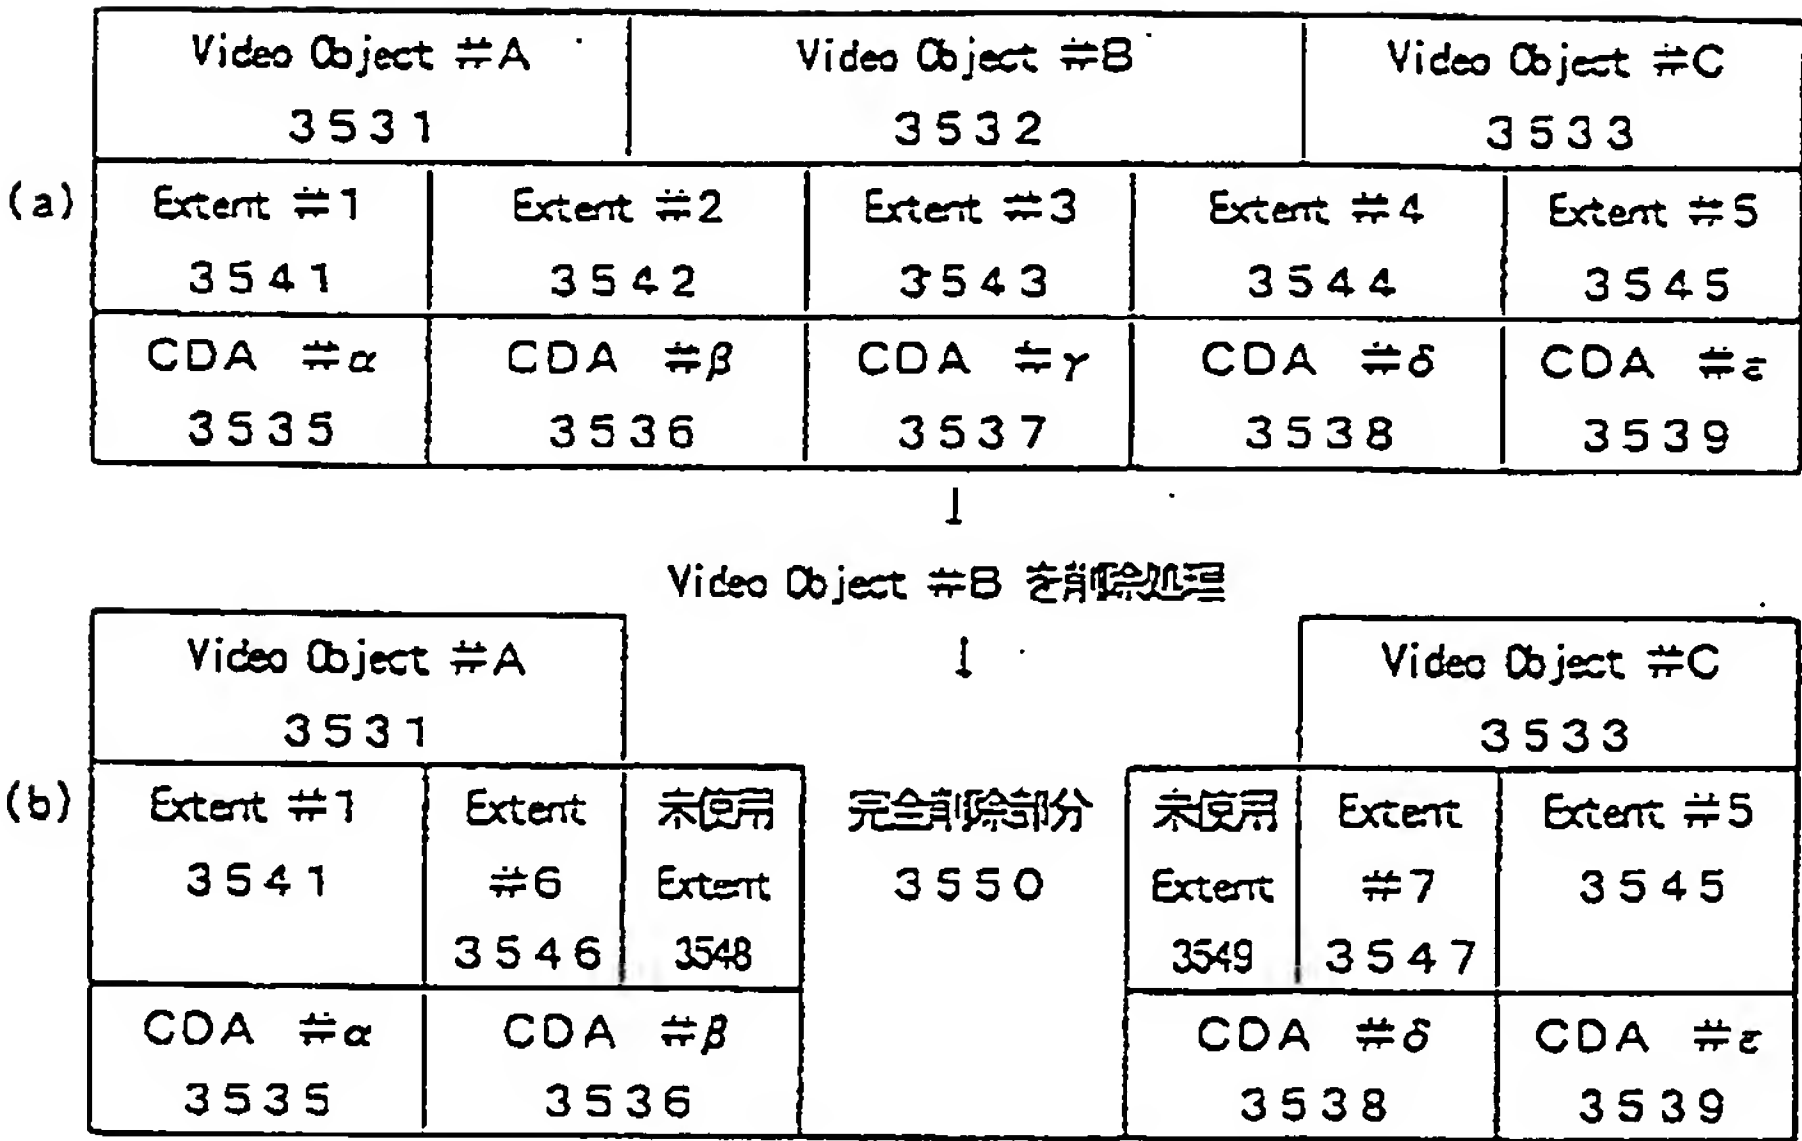 Video Object #A Video Object #B Video Object #C
3531 3532 3533
(a) Extent #1 Extent #2 Extent #3 Extent #4 Extent #5
3541 3542 3543 3544 3545
CDA #α CDA #β CDA #γ CDA #δ CDA #ε
3535 3536 3537 3538 3539
↓
Video Object #B を削除処理
↓
Video Object #A Video Object #C
3531 3533
(b) Extent #1 Extent 未使用 完全削除部分 未使用 Extent Extent #5
3541 #6 Extent 3550 Extent #7 3545
3546 3548 3549 3547
CDA #α CDA #β CDA #δ CDA #ε
3535 3536 3538 3539